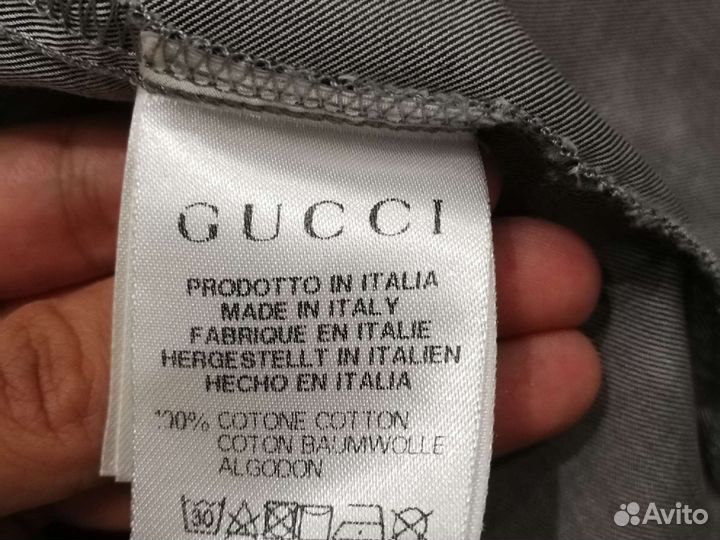 GUCCI
PRODOTTO IN ITALIA
MADE IN ITALY
FABRIQUE EN ITALIE
HERGESTELLT IN ITALIEN
HECHO EN ITALIA
100% COTONE COTTON
COTON BAUMWOLLE
ALGODON
30
Avito